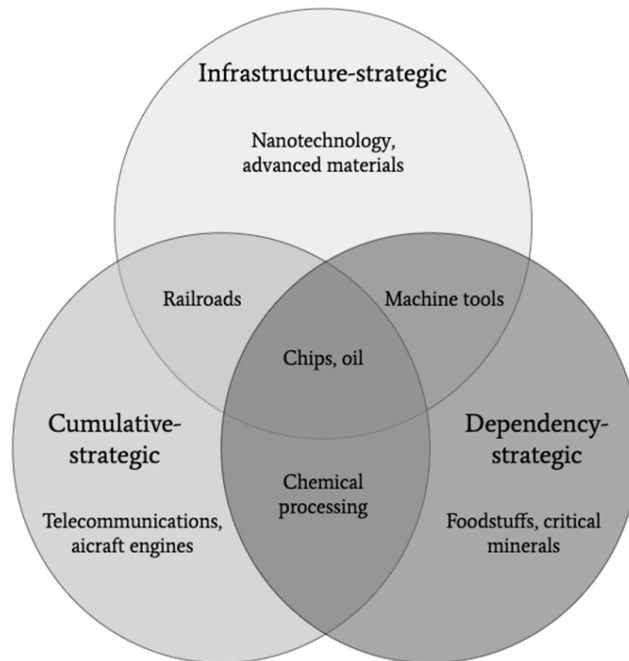 Infrastructure-strategic
Nanotechnology,
advanced materials
Railroads
Machine tools
Chips, oil
Cumulative-
strategic
Dependency-
strategic
Chemical
processing
Telecommunications,
aicraft engines
Foodstuffs, critical
minerals